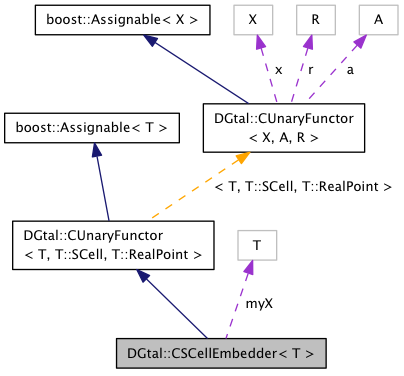 boost::Assignable< X >
X
R
A
x
r
a
DGtal::CUnaryFunctor
< X, A, R >
boost::Assignable< T >
< T, T::SCell, T::RealPoint >
DGtal::CUnaryFunctor
< T, T::SCell, T::RealPoint >
T
myX
DGtal::CSCellEmbedder< T >